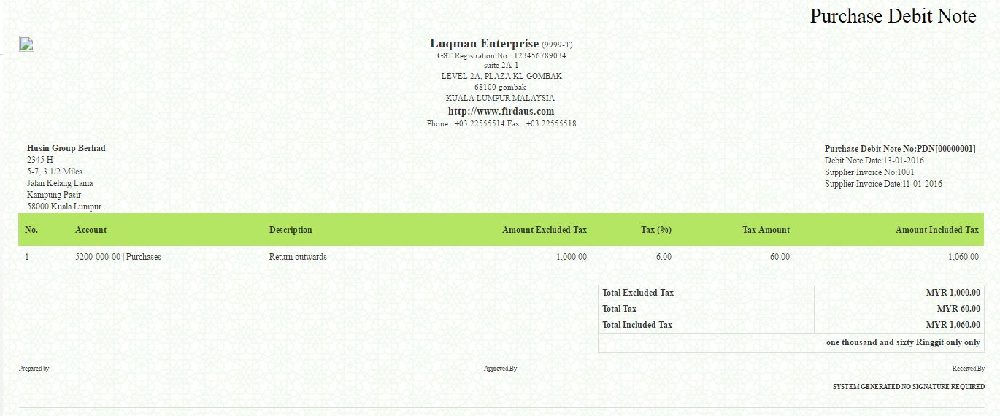 Purchase Debit Note
Luqman Enterprise (9999-T)
GST Registration No : 123456789034
suite 2A-1
LEVEL 2A, PLAZA KL GOMBAK
68100 gombak
KUALA LUMPUR MALAYSIA
http://www.firdaus.com
Phone : +03 22555514 Fax : +03 22555518
Husin Group Berhad
2345 H
5-7, 3 1/2 Miles
Jalan Kelang Lama
Kampung Pasir
58000 Kuala Lumpur
Purchase Debit Note No:PDN[00000001]
Debit Note Date:13-01-2016
Supplier Invoice No:1001
Supplier Invoice Date:11-01-2016
No. Account Description Amount Excluded Tax Tax (%) Tax Amount Amount Included Tax
1 5200-000-00 | Purchases Return outwards 1,000.00 6.00 60.00 1,060.00
Total Excluded Tax MYR 1,000.00
Total Tax MYR 60.00
Total Included Tax MYR 1,060.00
one thousand and sixty Ringgit only only
Prepared by Approved By Received By
SYSTEM GENERATED NO SIGNATURE REQUIRED